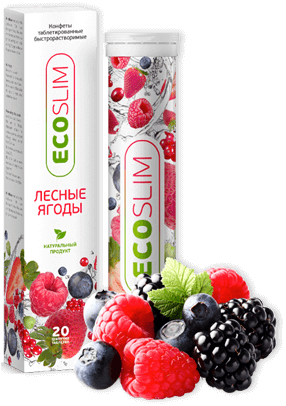 Конфеты
таблетированные
быстрорастворимые
ECO SLIM
ЛЕСНЫЕ
ЯГОДЫ
НАТУРАЛЬНЫЙ
ПРОДУКТ
20
ECO SLIM